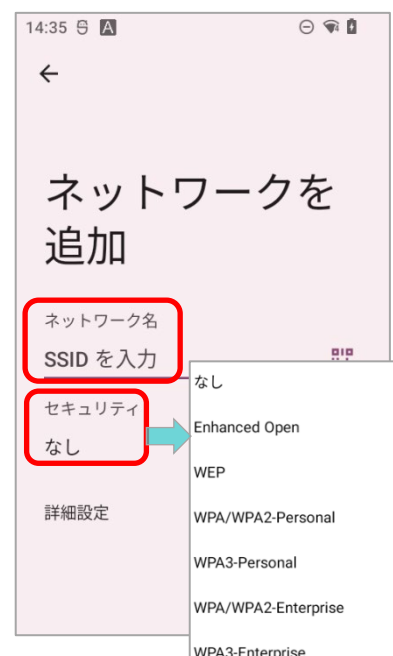 14:35 A
ネットワークを
追加
ネットワーク名
SSID を入力
セキュリティ
なし
詳細設定
なし
Enhanced Open
WEP
WPA/WPA2-Personal
WPA3-Personal
WPA/WPA2-Enterprise
WPA3-Enterprise